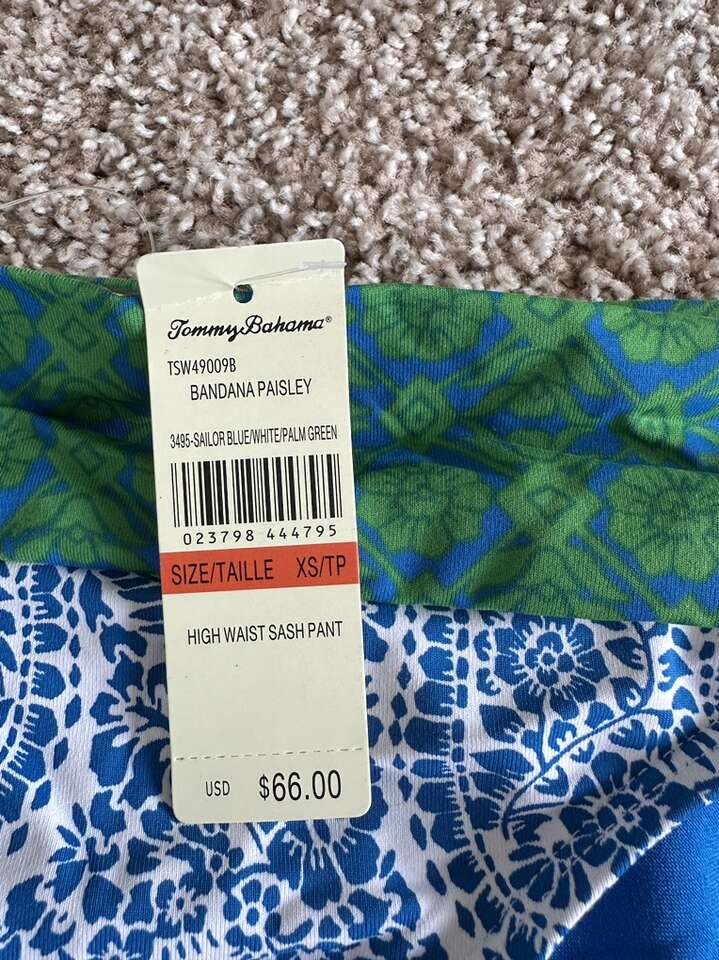 Tommy Bahama®
TSW49009B
BANDANA PAISLEY
3495-SAILOR BLUE/WHITE/PALM GREEN
023798 444795
SIZE/TAILLE XS/TP
HIGH WAIST SASH PANT
USD $66.00